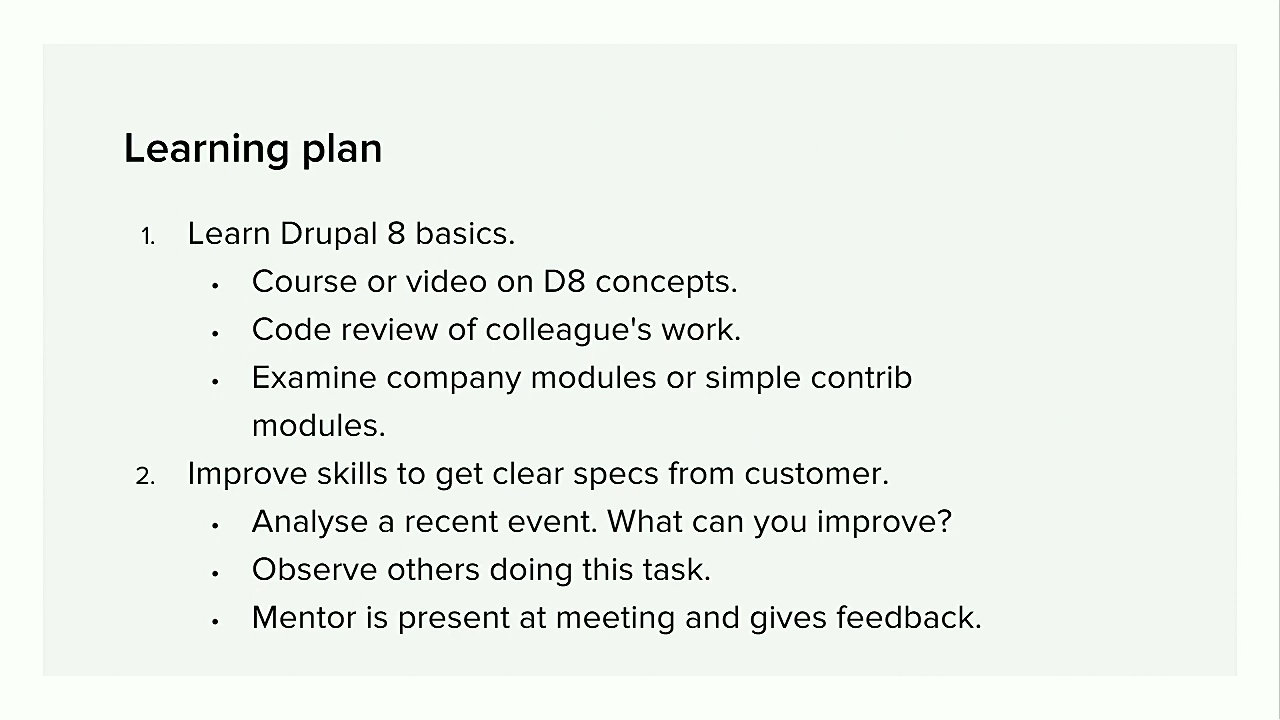 Learning plan
1. Learn Drupal 8 basics.
• Course or video on D8 concepts.
• Code review of colleague's work.
• Examine company modules or simple contrib
modules.
2. Improve skills to get clear specs from customer.
• Analyse a recent event. What can you improve?
• Observe others doing this task.
• Mentor is present at meeting and gives feedback.